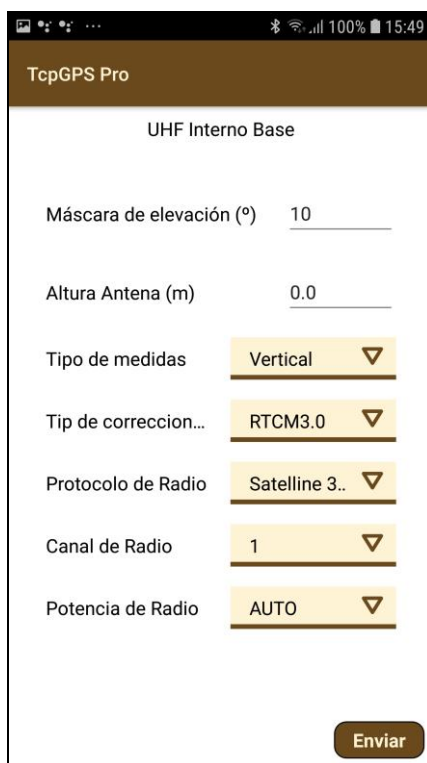 100% 15:49
TcpGPS Pro
UHF Interno Base
Máscara de elevación (º) 10
Altura Antena (m) 0.0
Tipo de medidas Vertical
Tip de correccion... RTCM3.0
Protocolo de Radio Satelline 3..
Canal de Radio 1
Potencia de Radio AUTO
Enviar